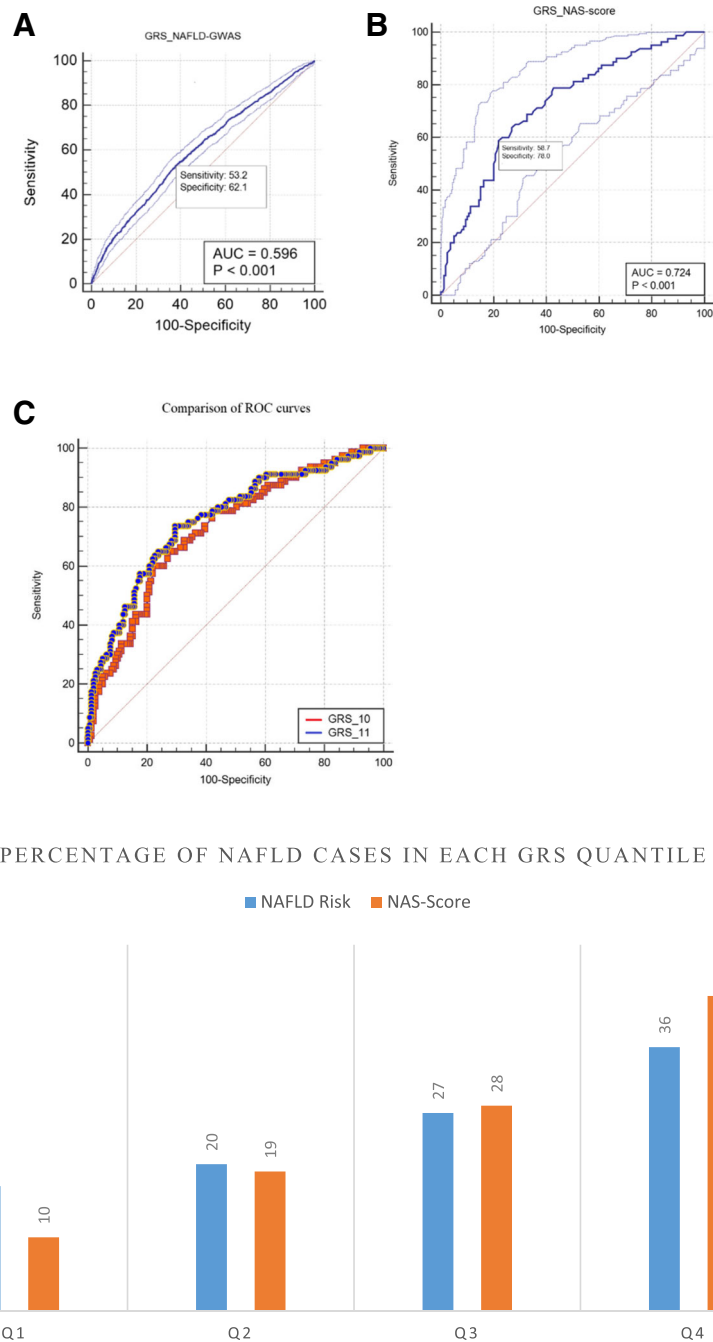 A
GRS_NAFLD-GWAS
100
80
60
40
20
0
Sensitivity
Sensitivity: 53.2
Specificity: 62.1
AUC = 0.596
P < 0.001
0 20 40 60 80 100
100-Specificity
B
GRS_NAS-score
100
80
60
40
20
0
Sensitivity
Sensitivity: 58.7
Specificity: 78.0
AUC = 0.724
P < 0.001
0 20 40 60 80 100
100-Specificity
C
Comparison of ROC curves
100
80
60
40
20
0
Sensitivity
GRS_10
GRS_11
0 20 40 60 80 100
100-Specificity
PERCENTAGE OF NAFLD CASES IN EACH GRS QUANTILE
NAFLD Risk NAS-Score
10
20
19
27
28
36
Q1 Q2 Q3 Q4